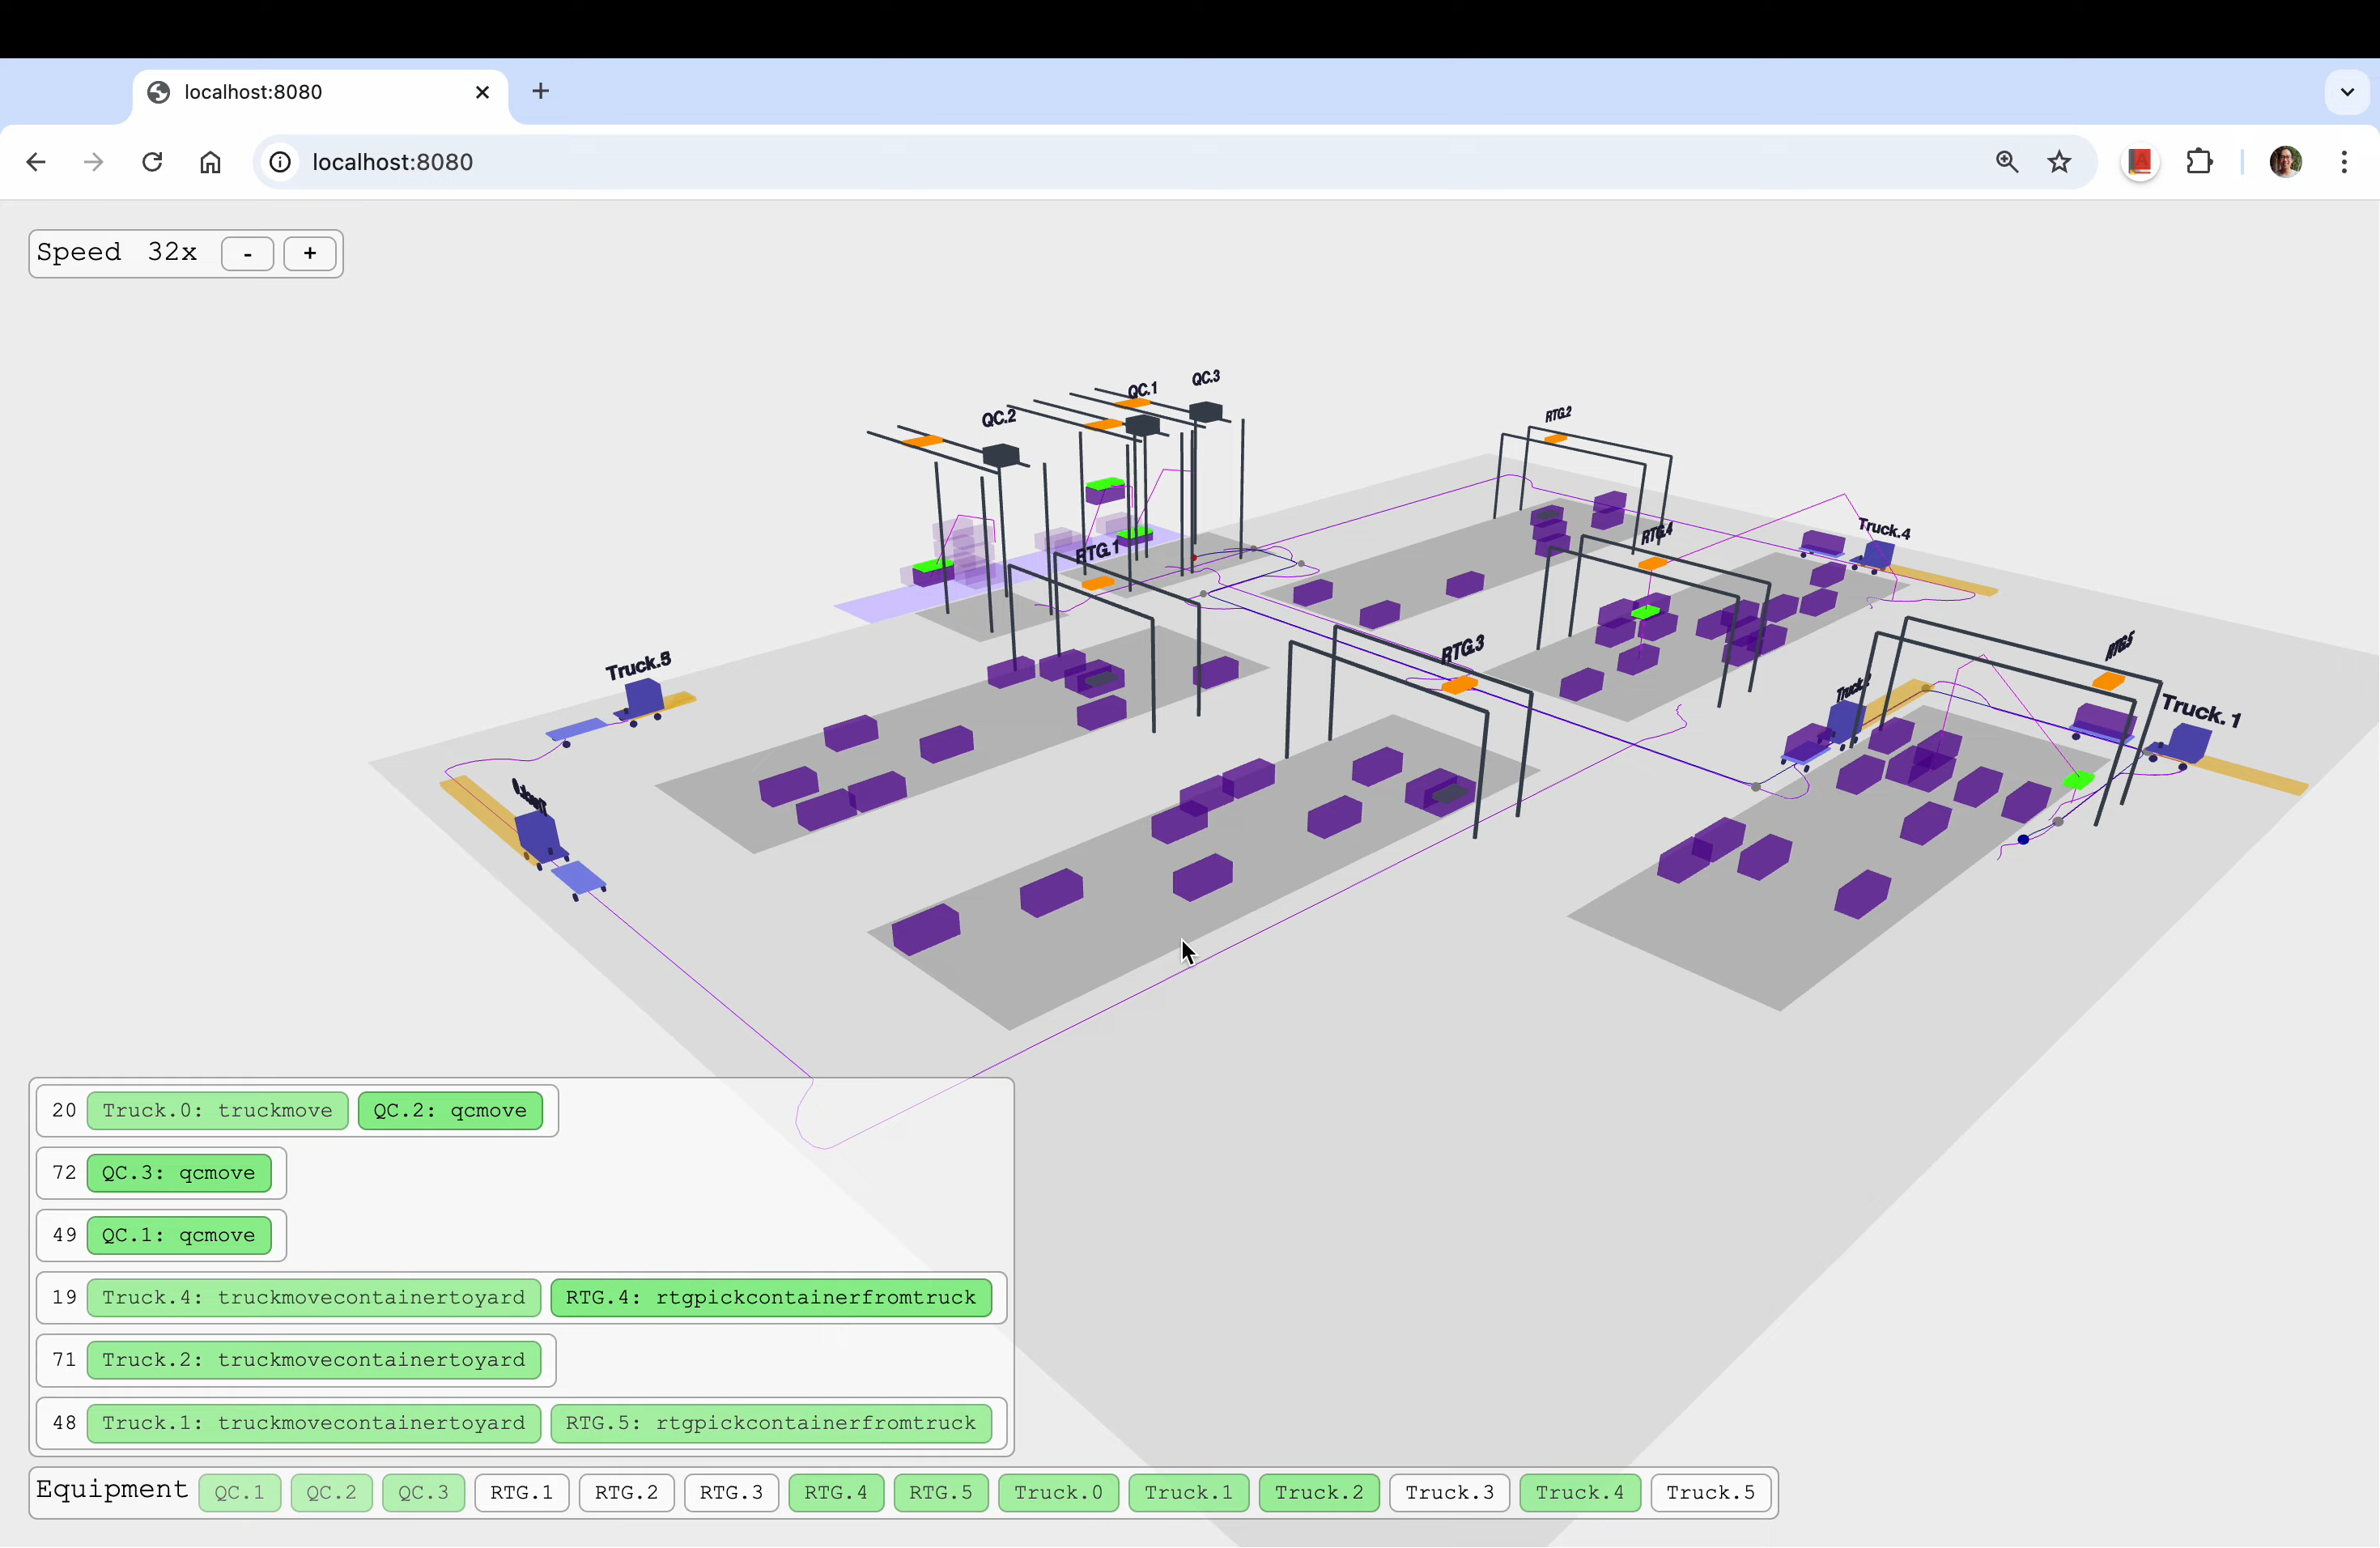 localhost:8080
localhost:8080
Speed 32x - +
QC.3
QC.1
QC.2
RTG.2
Truck.4
RTG.4
RTG.1
RTG.5
RTG.3
Truck.2
Truck.1
20 Truck.0: truckmove QC.2: qcmove
72 QC.3: qcmove
49 QC.1: qcmove
19 Truck.4: truckmovecontainertoyard RTG.4: rtgpickcontainerfromtruck
71 Truck.2: truckmovecontainertoyard
48 Truck.1: truckmovecontainertoyard RTG.5: rtgpickcontainerfromtruck
Equipment QC.1 QC.2 QC.3 RTG.1 RTG.2 RTG.3 RTG.4 RTG.5 Truck.0 Truck.1 Truck.2 Truck.3 Truck.4 Truck.5